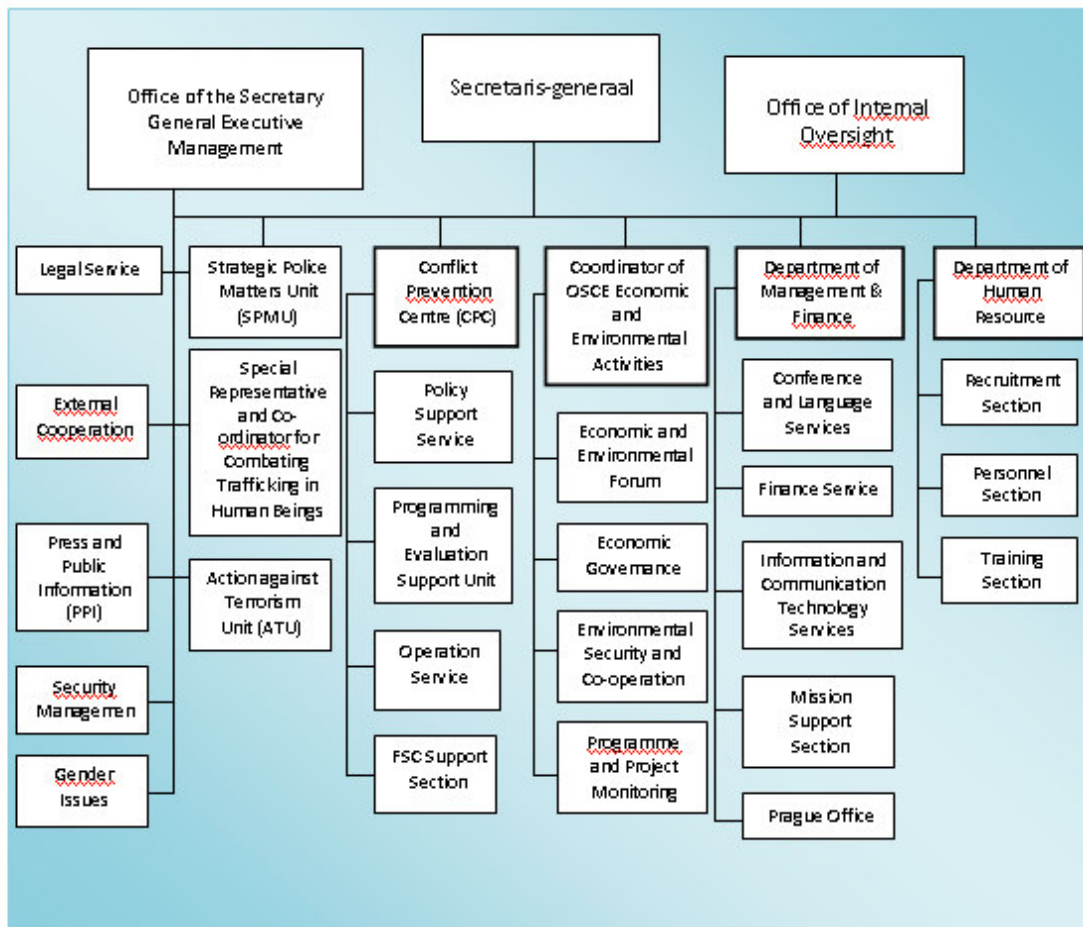 Office of the Secretary
General Executive
Management
Secretaris-generaal
Office of Internal
Oversight
Legal Service
External
Cooperation
Press and
Public
Information
(PPI)
Security
Managemen
Gender
Issues
Strategic Police
Matters Unit
(SPMU)
Special
Representative
and Co-
ordinator for
Combating
Trafficking in
Human Beings
Action against
Terrorism
Unit (ATU)
Conflict
Prevention
Centre (CPC)
Policy
Support
Service
Programming
and
Evaluation
Support Unit
Operation
Service
FSC Support
Section
Coordinator of
OSCE Economic
and
Environmental
Activities
Economic and
Environmental
Forum
Economic
Governance
Environmental
Security and
Co-operation
Programme
and Project
Monitoring
Department of
Management &
Finance
Conference
and Language
Services
Finance Service
Information and
Communication
Technology
Services
Mission
Support
Section
Prague Office
Department of
Human
Resource
Recruitment
Section
Personnel
Section
Training
Section